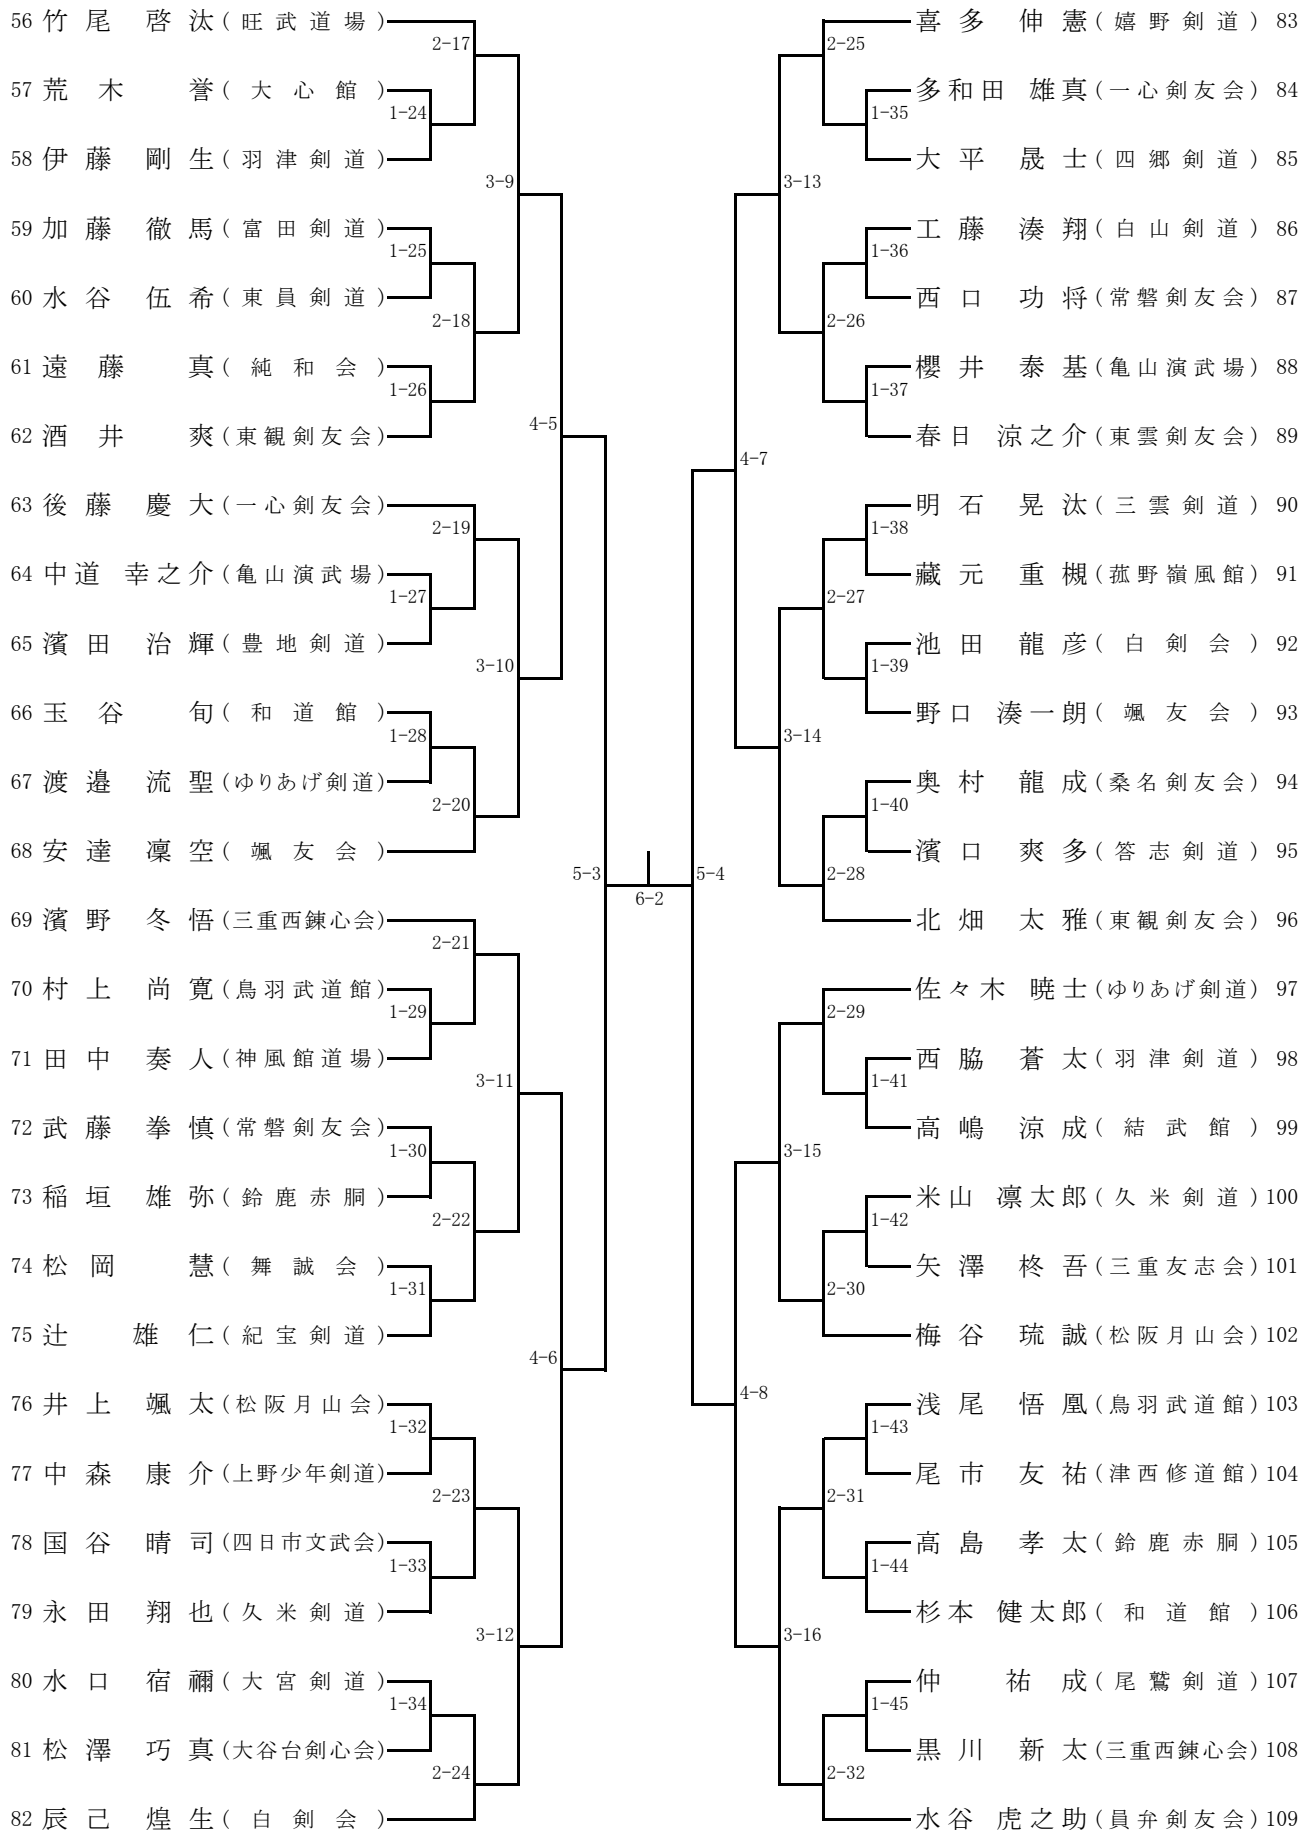 56 竹尾 啓汰 (旺武道場)
2-17
57 荒木 誉 (大心館)
1-24
58 伊藤 剛生 (羽津剣道)
3-9
59 加藤 徹馬 (富田剣道)
1-25
60 水谷 伍希 (東員剣道)
2-18
61 遠藤 真 (純和会)
1-26
62 酒井 爽 (東観剣友会)
4-5
63 後藤 慶大 (一心剣友会)
2-19
64 中道 幸之介 (亀山演武場)
1-27
65 濱田 治輝 (豊地剣道)
3-10
66 玉谷 旬 (和道館)
1-28
67 渡邉 流聖 (ゆりあげ剣道)
2-20
68 安達 凜空 (颯友会)
5-3
69 濱野 冬悟 (三重西錬心会)
2-21
70 村上 尚寛 (鳥羽武道館)
1-29
71 田中 奏人 (神風館道場)
3-11
72 武藤 拳慎 (常磐剣友会)
1-30
73 稲垣 雄弥 (鈴鹿赤胴)
2-22
74 松岡 慧 (舞誠会)
1-31
75 辻 雄仁 (紀宝剣道)
4-6
76 井上 颯太 (松阪月山会)
1-32
77 中森 康介 (上野少年剣道)
2-23
78 国谷 晴司 (四日市文武会)
1-33
79 永田 翔也 (久米剣道)
3-12
80 水口 宿禰 (大宮剣道)
1-34
81 松澤 巧真 (大谷台剣心会)
2-24
82 辰己 煌生 (白剣会)
6-2
喜多 伸憲 (嬉野剣道) 83
2-25
多和田 雄真 (一心剣友会) 84
1-35
大平 晟士 (四郷剣道) 85
3-13
工藤 湊翔 (白山剣道) 86
1-36
西口 功将 (常磐剣友会) 87
2-26
櫻井 泰基 (亀山演武場) 88
1-37
春日 涼之介 (東雲剣友会) 89
4-7
明石 晃汰 (三雲剣道) 90
1-38
藏元 重槻 (菰野嶺風館) 91
2-27
池田 龍彦 (白剣会) 92
1-39
野口 湊一朗 (颯友会) 93
3-14
奥村 龍成 (桑名剣友会) 94
1-40
濱口 爽多 (答志剣道) 95
2-28
北畑 太雅 (東観剣友会) 96
5-4
佐々木 暁士 (ゆりあげ剣道) 97
2-29
西脇 蒼太 (羽津剣道) 98
1-41
高嶋 涼成 (結武館) 99
3-15
米山 凛太郎 (久米剣道) 100
1-42
矢澤 柊吾 (三重友志会) 101
2-30
梅谷 琉誠 (松阪月山会) 102
4-8
浅尾 悟凰 (鳥羽武道館) 103
1-43
尾市 友祐 (津西修道館) 104
2-31
高島 孝太 (鈴鹿赤胴) 105
1-44
杉本 健太郎 (和道館) 106
3-16
仲 祐成 (尾鷲剣道) 107
1-45
黒川 新太 (三重西錬心会) 108
2-32
水谷 虎之助 (員弁剣友会) 109